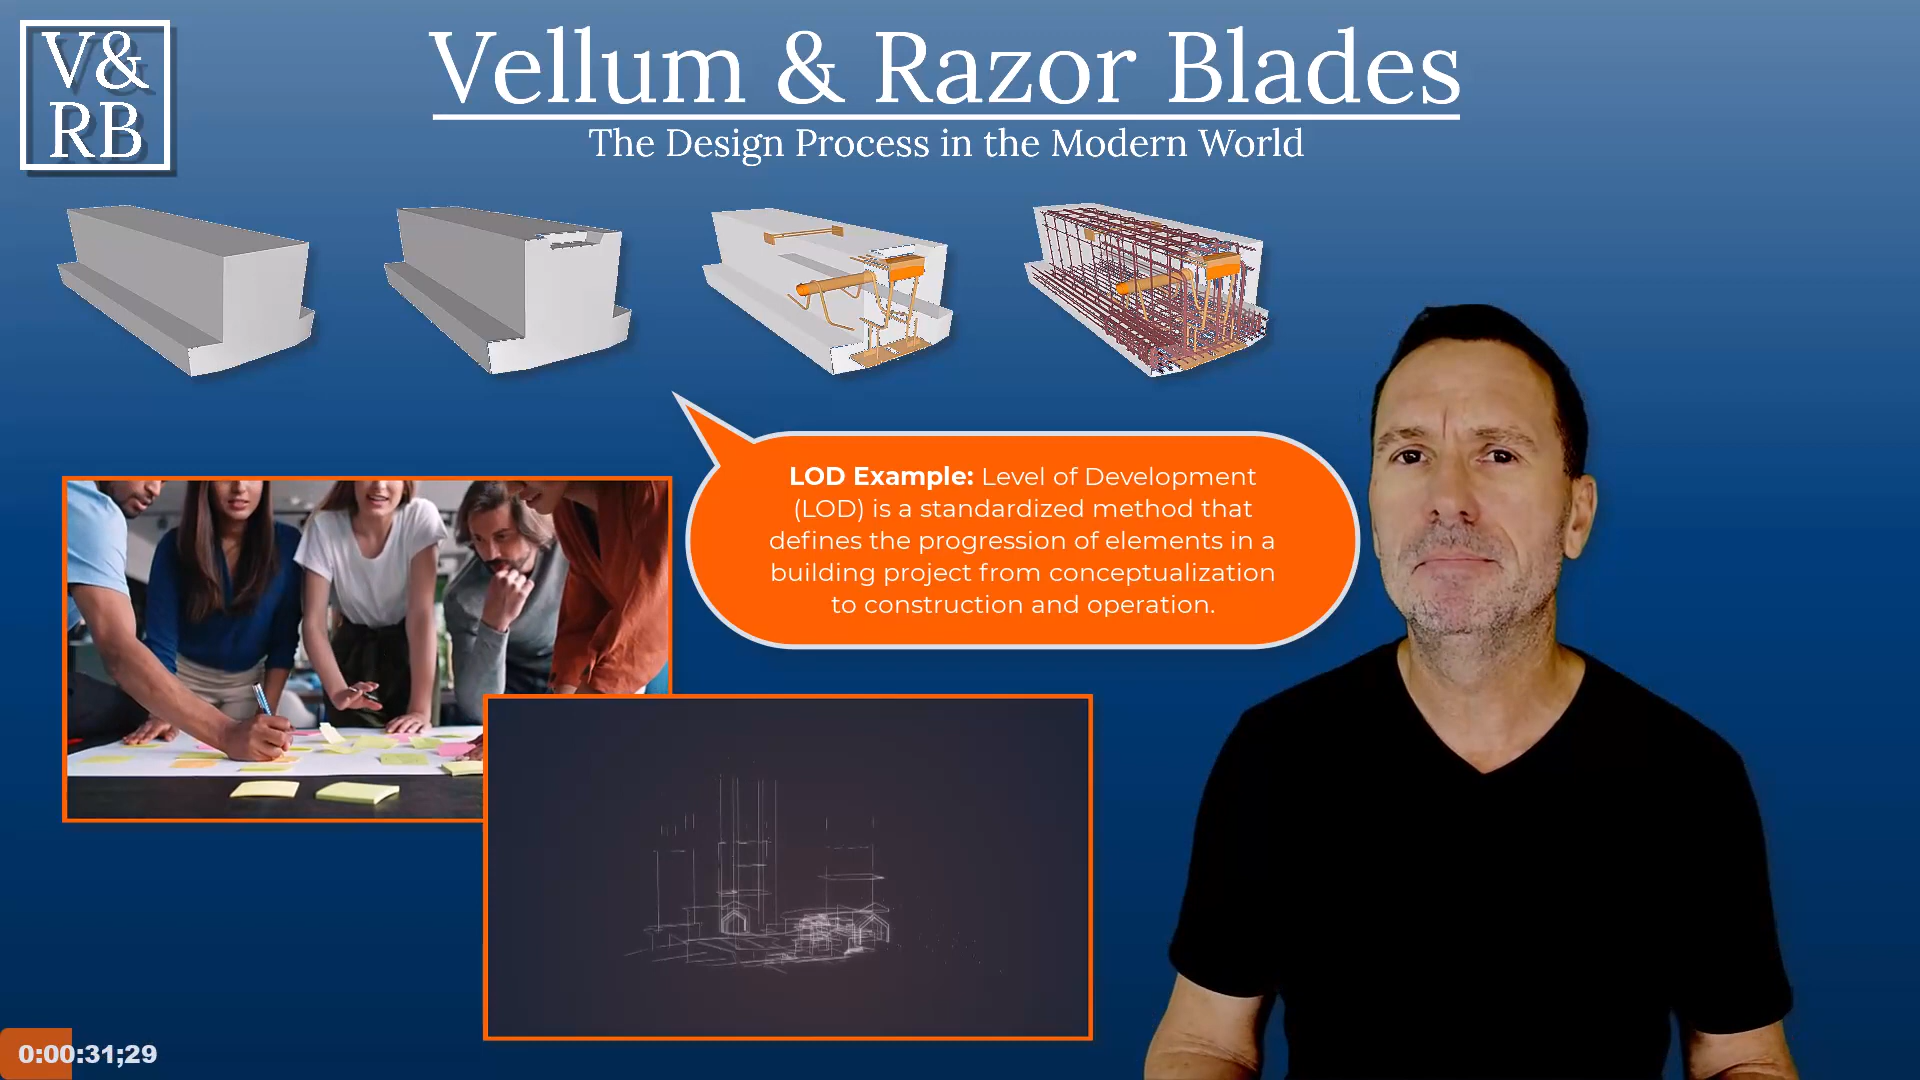 V&
RB
Vellum & Razor Blades
The Design Process in the Modern World
LOD Example: Level of Development
(LOD) is a standardized method that
defines the progression of elements in a
building project from conceptualization
to construction and operation.
0:00:31;29